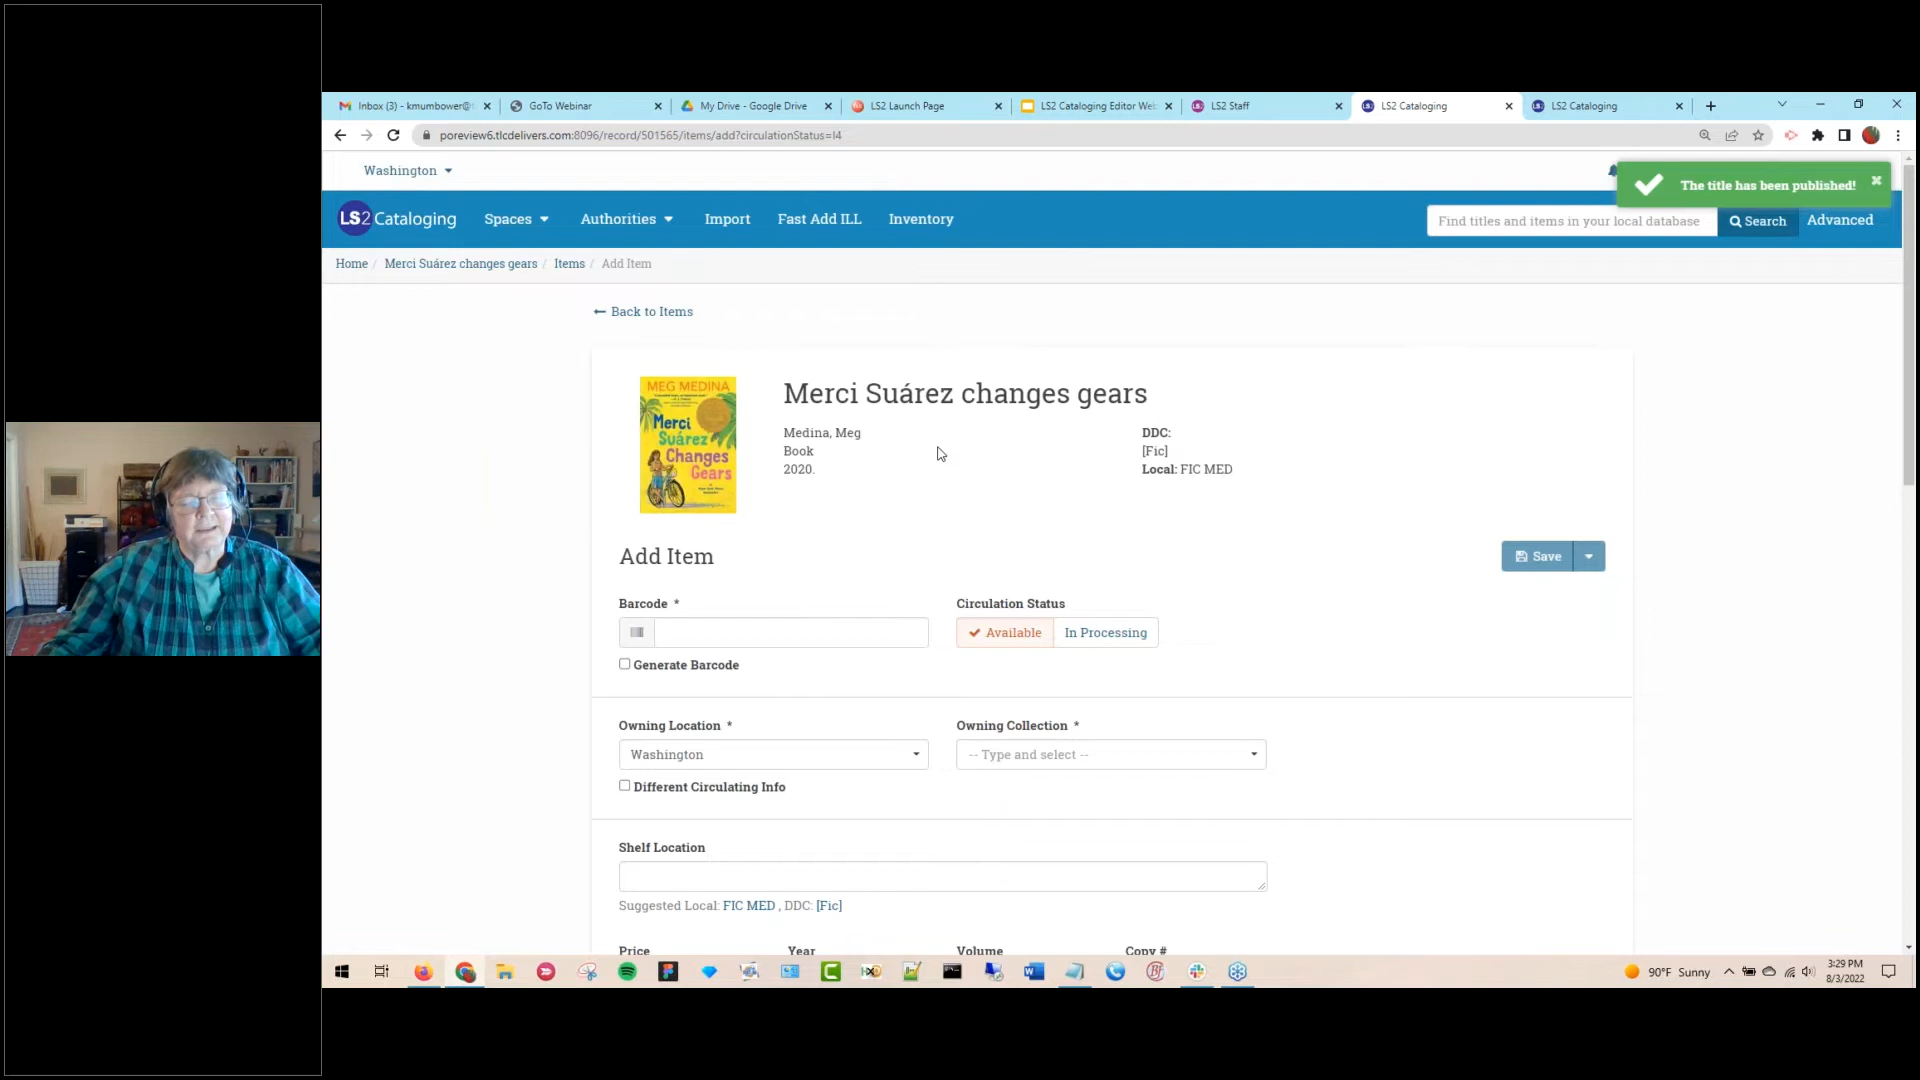 Inbox (3) - kmumbower@
GoTo Webinar
My Drive - Google Drive
LS2 Launch Page
LS2 Cataloging Editor Web
LS2 Staff
LS2 Cataloging
LS2 Cataloging
poreview6.tlcdelivers.com:8096/record/501565/items/add?circulationStatus=I4
Washington
The title has been published!
LS2 Cataloging
Spaces
Authorities
Import
Fast Add ILL
Inventory
Find titles and items in your local database
Search
Advanced
Home / Merci Suárez changes gears / Items / Add Item
Back to Items
MEG MEDINA
Merci
Suárez
Changes
Gears
Merci Suárez changes gears
Medina, Meg
Book
2020.
DDC:
[Fic]
Local: FIC MED
Add Item
Save
Barcode *
Circulation Status
Available
In Processing
Generate Barcode
Owning Location *
Owning Collection *
Washington
-- Type and select --
Different Circulating Info
Shelf Location
Suggested Local: FIC MED , DDC: [Fic]
Price
Year
Volume
Copy #
90°F Sunny
3:29 PM
8/3/2022